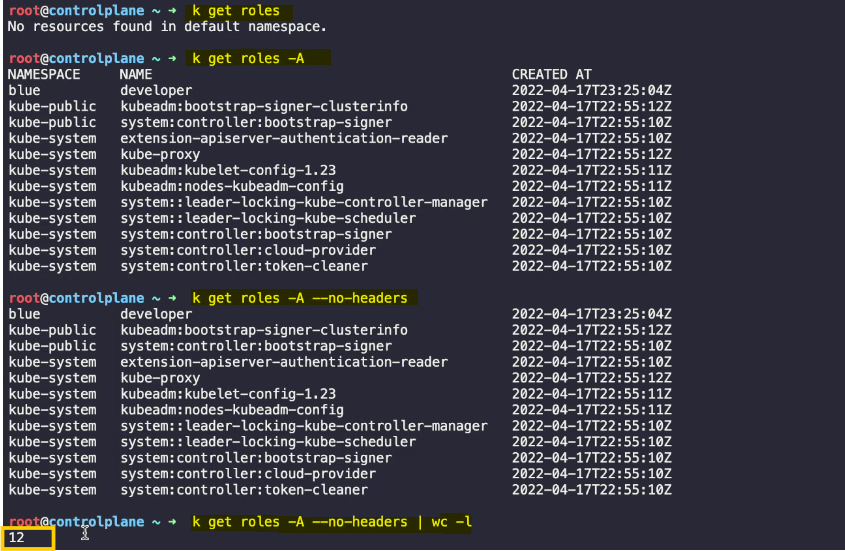 root@controlplane ~ ➜ k get roles
No resources found in default namespace.
root@controlplane ~ ➜ k get roles -A
NAMESPACE NAME CREATED AT
blue developer 2022-04-17T23:25:04Z
kube-public kubeadm:bootstrap-signer-clusterinfo 2022-04-17T22:55:12Z
kube-public system:controller:bootstrap-signer 2022-04-17T22:55:10Z
kube-system extension-apiserver-authentication-reader 2022-04-17T22:55:10Z
kube-system kube-proxy 2022-04-17T22:55:12Z
kube-system kubeadm:kubelet-config-1.23 2022-04-17T22:55:11Z
kube-system kubeadm:nodes-kubeadm-config 2022-04-17T22:55:11Z
kube-system system::leader-locking-kube-controller-manager 2022-04-17T22:55:10Z
kube-system system::leader-locking-kube-scheduler 2022-04-17T22:55:10Z
kube-system system:controller:bootstrap-signer 2022-04-17T22:55:10Z
kube-system system:controller:cloud-provider 2022-04-17T22:55:10Z
kube-system system:controller:token-cleaner 2022-04-17T22:55:10Z
root@controlplane ~ ➜ k get roles -A --no-headers
blue developer 2022-04-17T23:25:04Z
kube-public kubeadm:bootstrap-signer-clusterinfo 2022-04-17T22:55:12Z
kube-public system:controller:bootstrap-signer 2022-04-17T22:55:10Z
kube-system extension-apiserver-authentication-reader 2022-04-17T22:55:10Z
kube-system kube-proxy 2022-04-17T22:55:12Z
kube-system kubeadm:kubelet-config-1.23 2022-04-17T22:55:11Z
kube-system kubeadm:nodes-kubeadm-config 2022-04-17T22:55:11Z
kube-system system::leader-locking-kube-controller-manager 2022-04-17T22:55:10Z
kube-system system::leader-locking-kube-scheduler 2022-04-17T22:55:10Z
kube-system system:controller:bootstrap-signer 2022-04-17T22:55:10Z
kube-system system:controller:cloud-provider 2022-04-17T22:55:10Z
kube-system system:controller:token-cleaner 2022-04-17T22:55:10Z
root@controlplane ~ ➜ k get roles -A --no-headers | wc -l
12